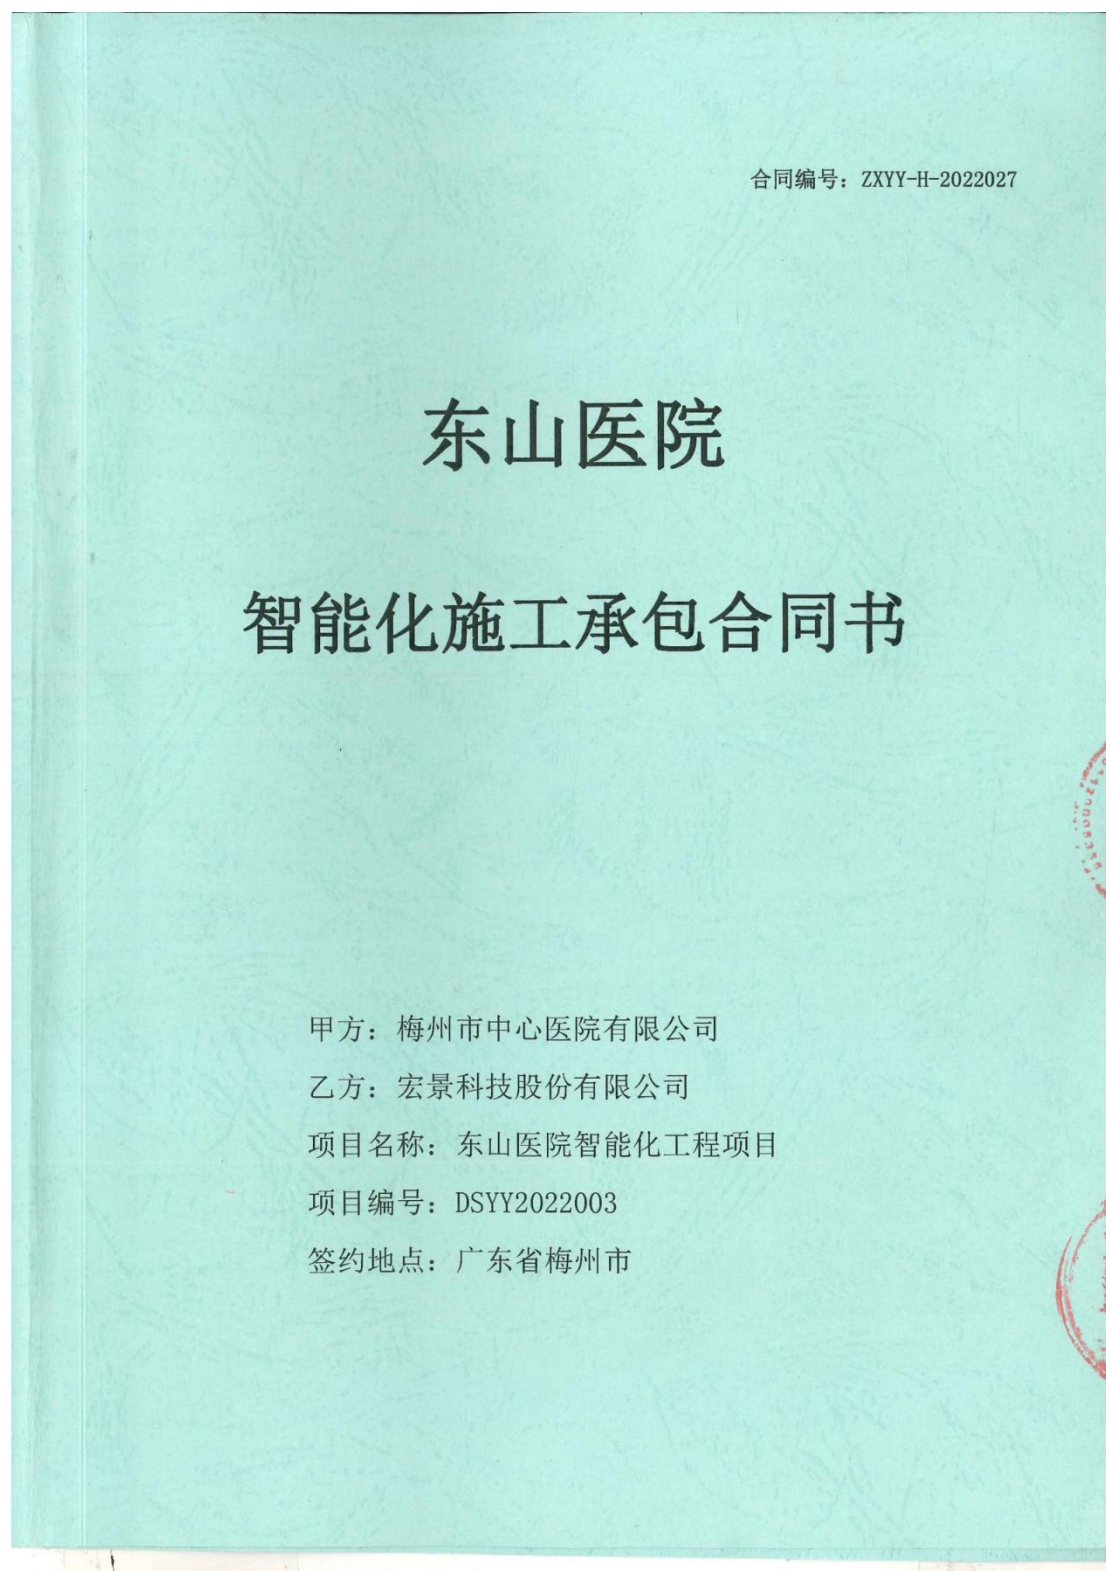 合同编号：ZXYY-H-2022027
东山医院
智能化施工承包合同书
甲方：梅州市中心医院有限公司
乙方：宏景科技股份有限公司
项目名称：东山医院智能化工程项目
项目编号：DSYY2022003
签约地点：广东省梅州市